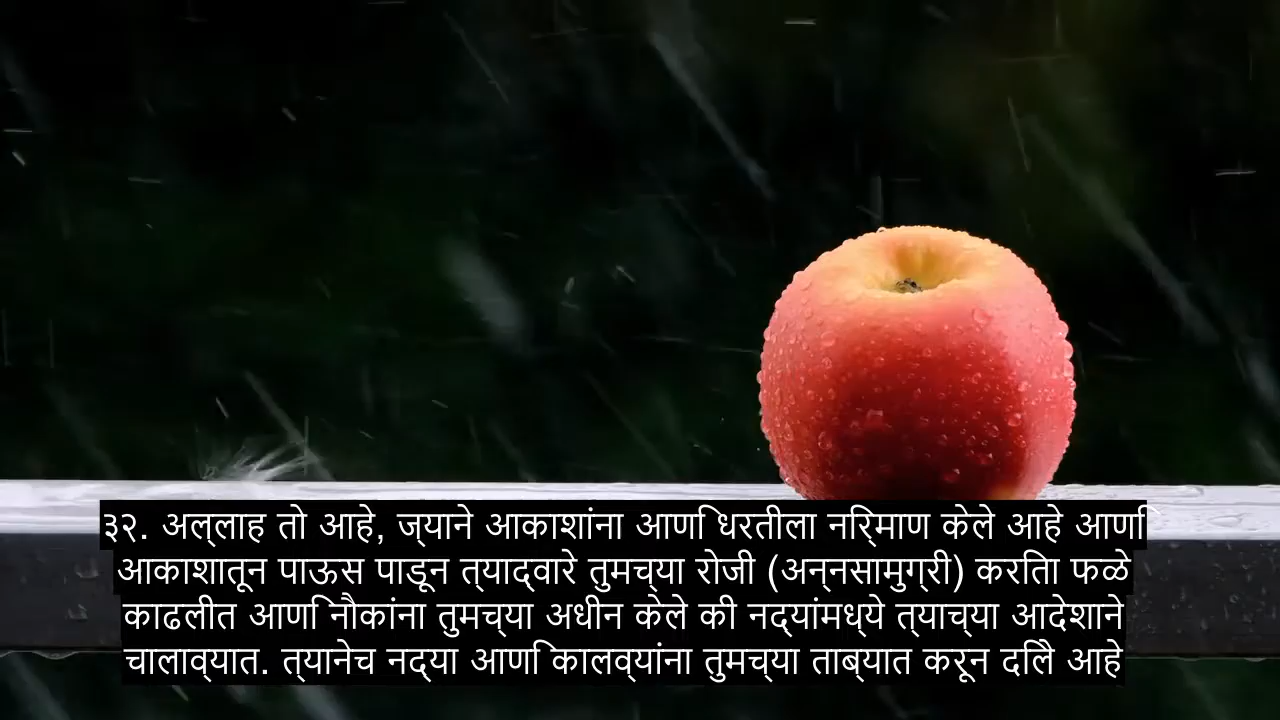 ३२. अल्लाह तो आहे, ज्याने आकाशांना आणि धरतीला निर्माण केले आहे आणि
आकाशातून पाऊस पाडून त्याद्वारे तुमच्या रोजी (अन्नसामुग्री) करिता फळे
काढलीत आणि नौकांना तुमच्या अधीन केले की नद्यांमध्ये त्याच्या आदेशाने
चालाव्यात. त्यानेच नद्या आणि कालव्यांना तुमच्या ताब्यात करून दिले आहे